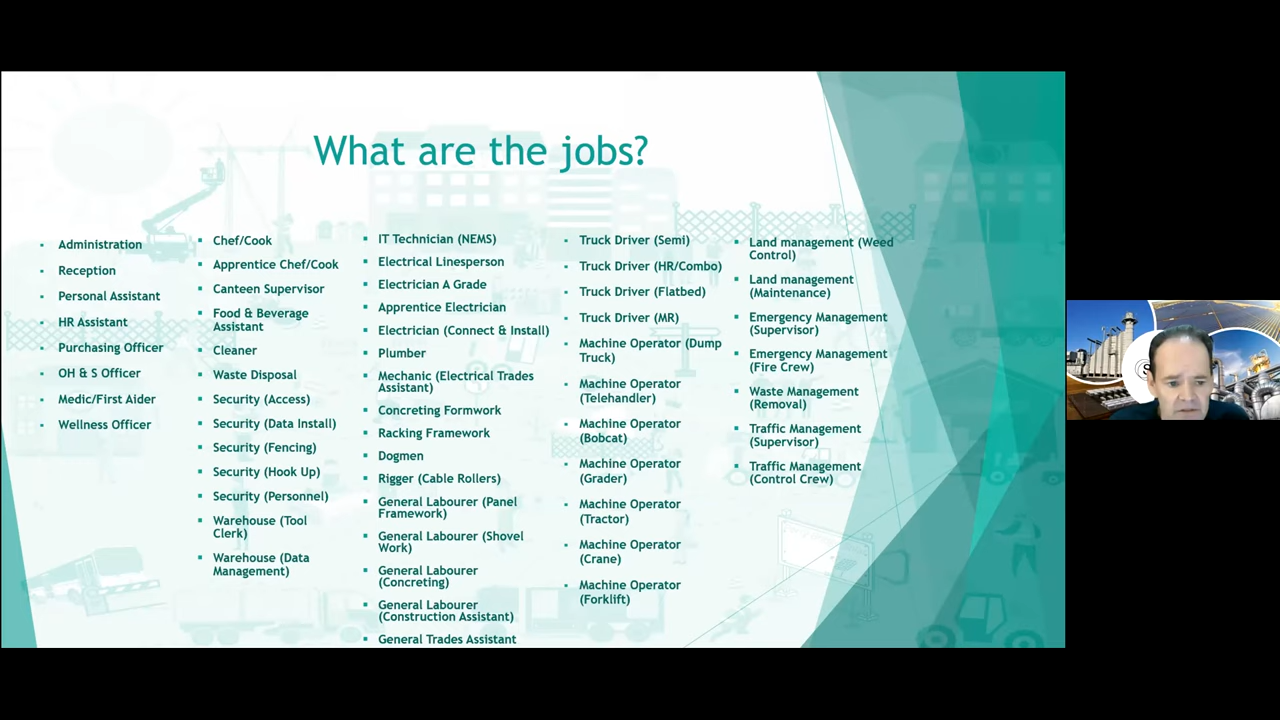 What are the jobs?
Administration
Reception
Personal Assistant
HR Assistant
Purchasing Officer
OH & S Officer
Medic/First Aider
Wellness Officer
Chef/Cook
Apprentice Chef/Cook
Canteen Supervisor
Food & Beverage
Assistant
Cleaner
Waste Disposal
Security (Access)
Security (Data Install)
Security (Fencing)
Security (Hook Up)
Security (Personnel)
Warehouse (Tool
Clerk)
Warehouse (Data
Management)
IT Technician (NEMS)
Electrical Linesperson
Electrician A Grade
Apprentice Electrician
Electrician (Connect & Install)
Plumber
Mechanic (Electrical Trades
Assistant)
Concreting Formwork
Racking Framework
Dogmen
Rigger (Cable Rollers)
General Labourer (Panel
Framework)
General Labourer (Shovel
Work)
General Labourer
(Concreting)
General Labourer
(Construction Assistant)
General Trades Assistant
Truck Driver (Semi)
Truck Driver (HR/Combo)
Truck Driver (Flatbed)
Truck Driver (MR)
Machine Operator (Dump
Truck)
Machine Operator
(Telehandler)
Machine Operator
(Bobcat)
Machine Operator
(Grader)
Machine Operator
(Tractor)
Machine Operator
(Crane)
Machine Operator
(Forklift)
Land management (Weed
Control)
Land management
(Maintenance)
Emergency Management
(Supervisor)
Emergency Management
(Fire Crew)
Waste Management
(Removal)
Traffic Management
(Supervisor)
Traffic Management
(Control Crew)